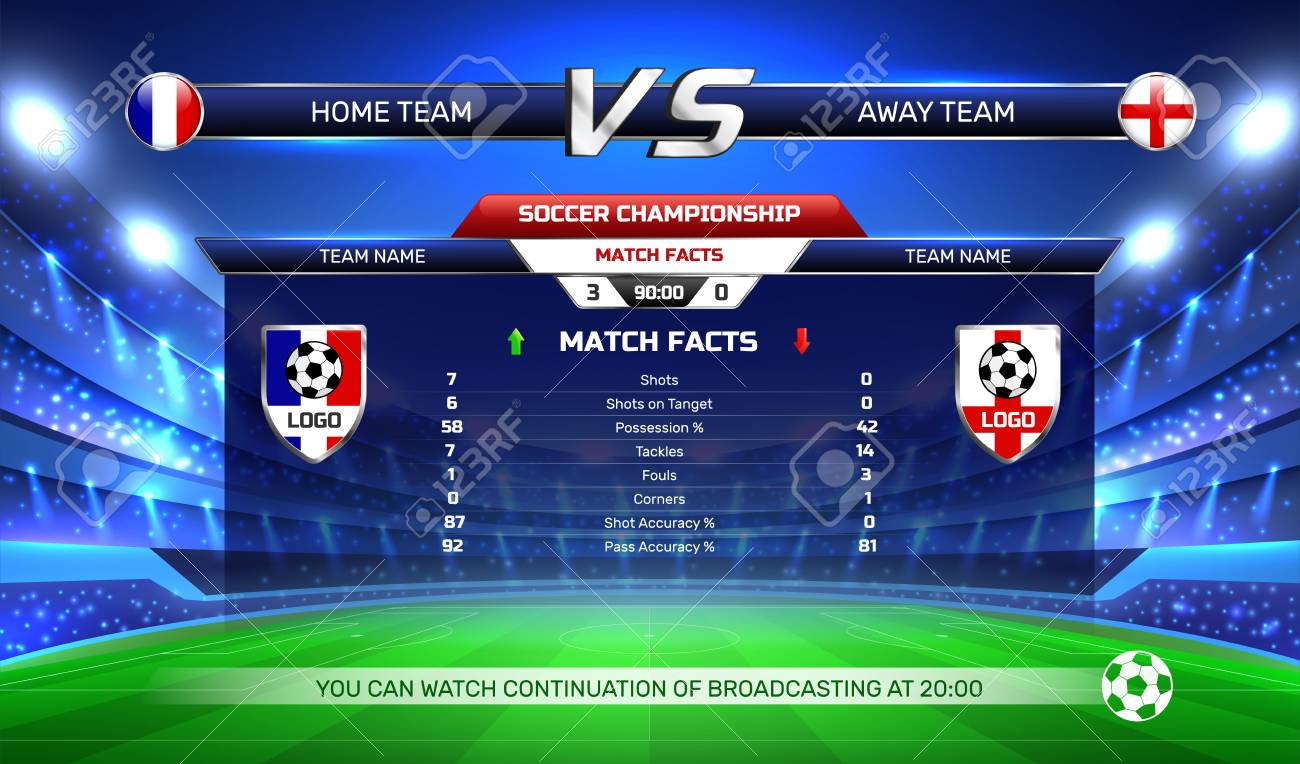 HOME TEAM VS AWAY TEAM
SOCCER CHAMPIONSHIP
TEAM NAME MATCH FACTS TEAM NAME
3 90:00 0
MATCH FACTS
7 Shots 0
6 Shots on Tanget 0
58 Possession % 42
7 Tackles 14
1 Fouls 3
0 Corners 1
87 Shot Accuracy % 0
92 Pass Accuracy % 81
LOGO LOGO
YOU CAN WATCH CONTINUATION OF BROADCASTING AT 20:00
123RF
123RF
123RF
123RF
123RF
123RF